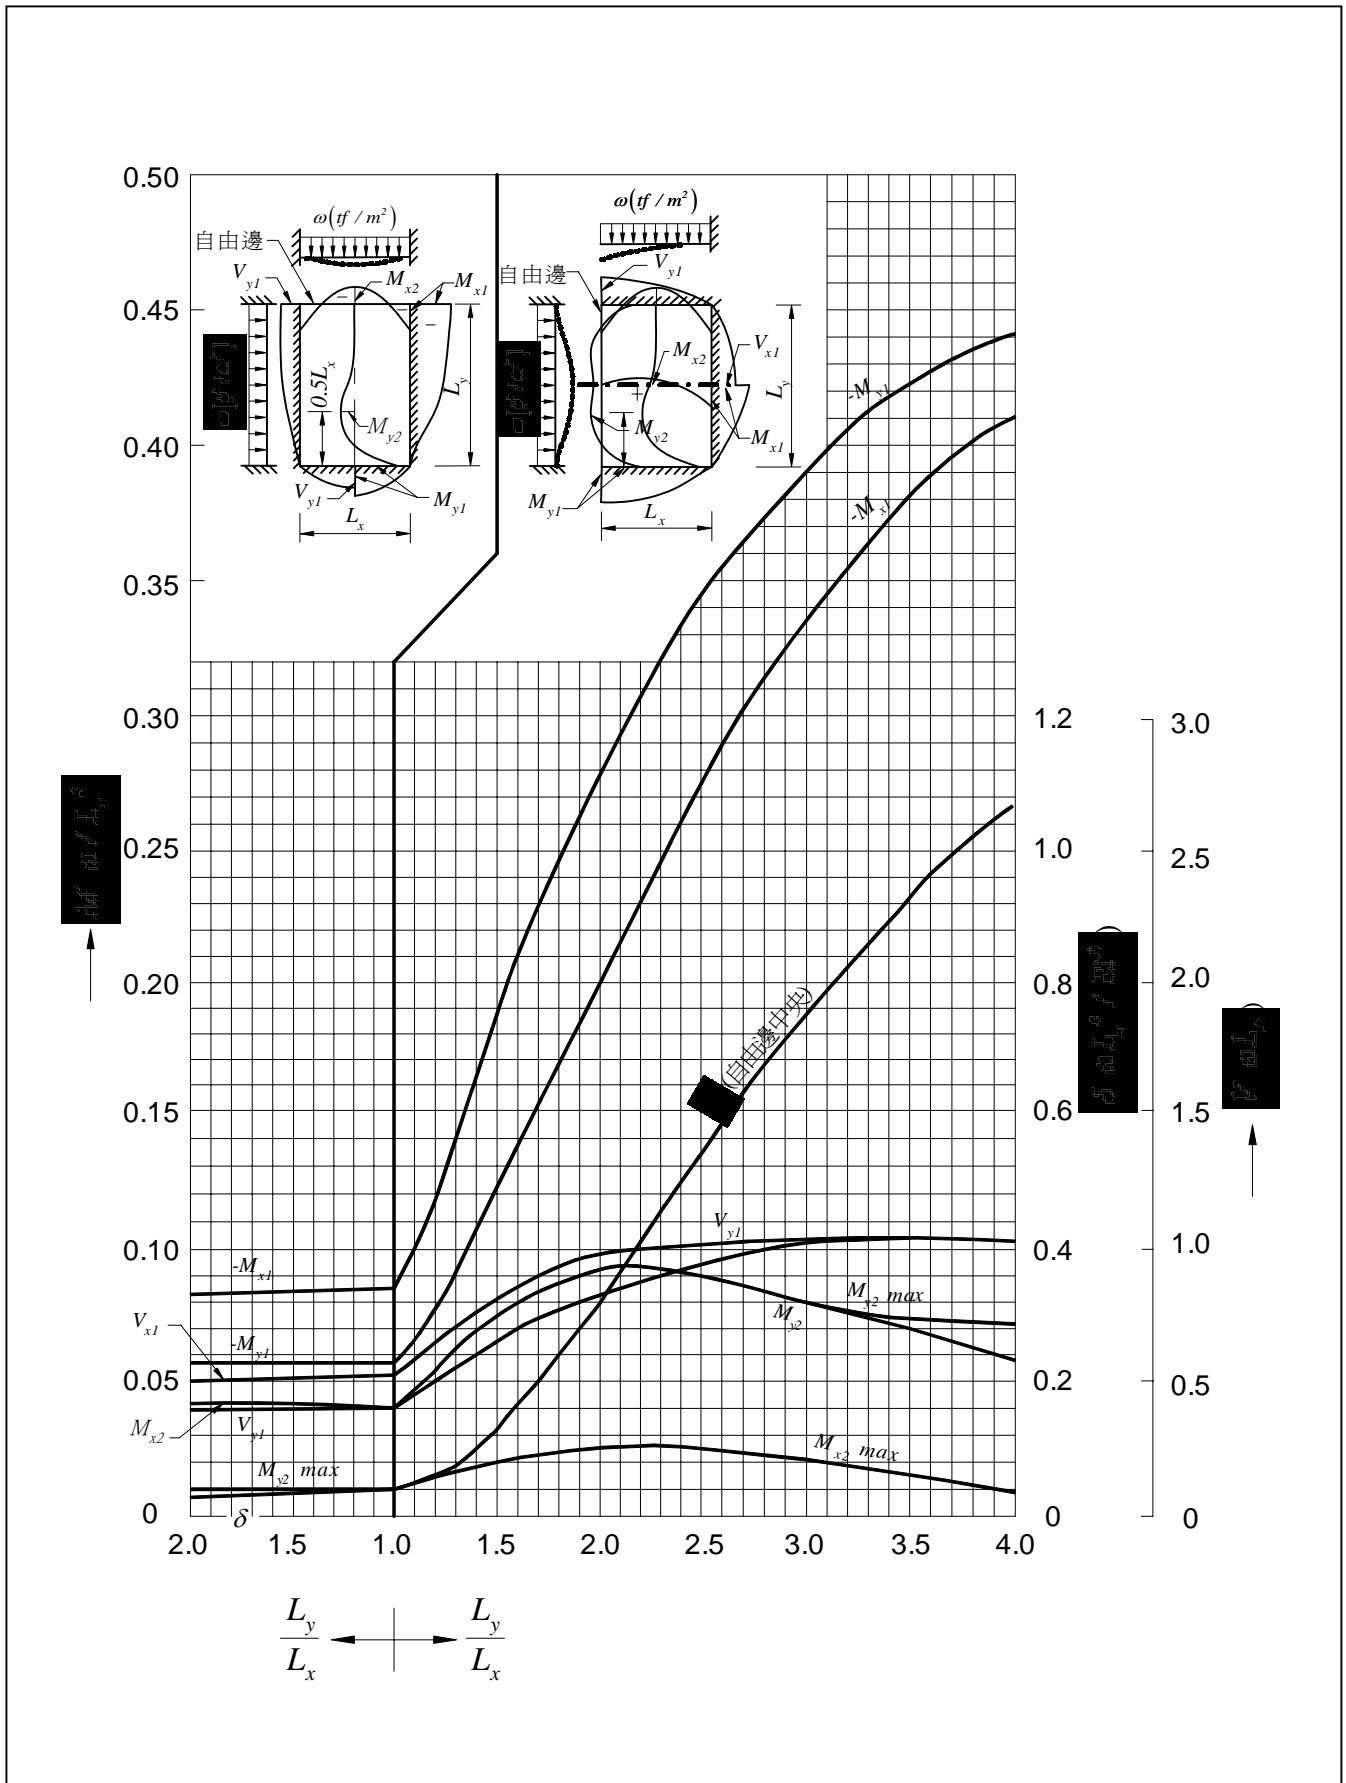 0.50
0.45
0.40
0.35
0.30
0.25
0.20
0.15
0.10
0.05
0
ω(tf / m²)
自由邊
V_y1
M_x2
M_x1
0.5L_x
L_y
M_y2
V_y1
M_y1
L_x
ω(tf / m²)
自由邊
V_y1
V_x1
M_x2
L_y
M_y2
M_x1
M_y1
L_x
-M_y1
-M_x1
(自由邊中央)
V_y1
M_y2 max
M_y2
M_x2 max
-M_x1
V_x1
-M_y1
M_x2
V_y1
M_y2 max
δ
1.2
1.0
0.8
0.6
0.4
0.2
0
3.0
2.5
2.0
1.5
1.0
0.5
0
2.0 1.5 1.0 1.5 2.0 2.5 3.0 3.5 4.0
L_y L_y
L_x L_x